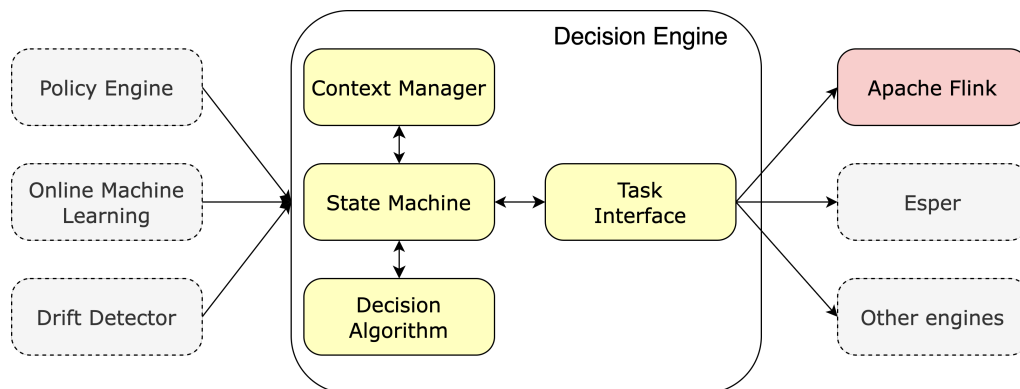 Decision Engine
Policy Engine
Context Manager
Apache Flink
Online Machine
Learning
State Machine
Task
Interface
Esper
Drift Detector
Decision
Algorithm
Other engines